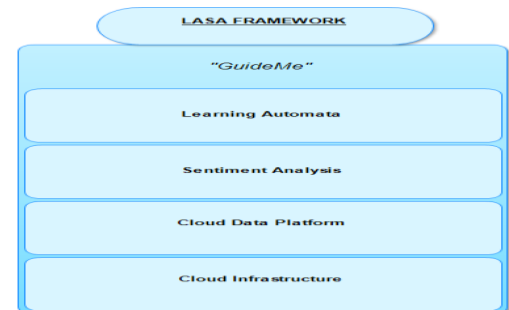 LASA FRAMEWORK
"GuideMe"
Learning Automata
Sentiment Analysis
Cloud Data Platform
Cloud Infrastructure